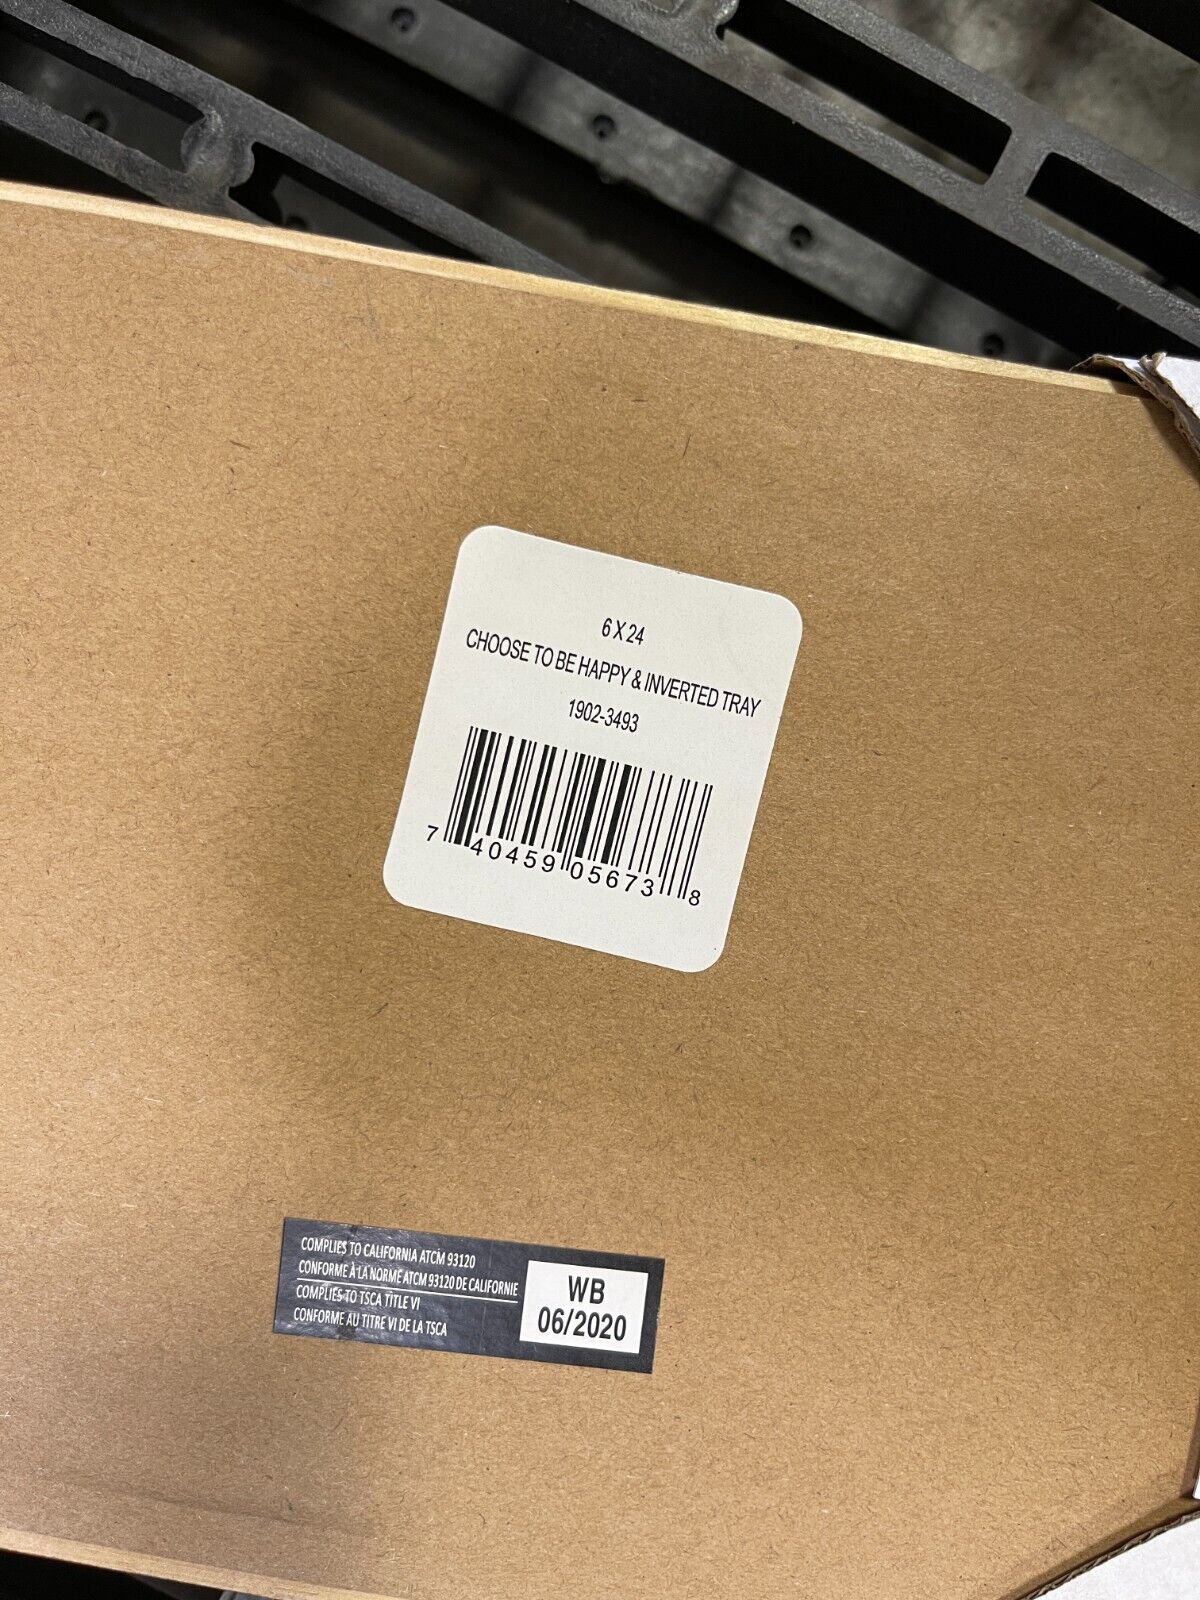 6 X 24
CHOOSE TO BE HAPPY & INVERTED TRAY
1902-3493
7 40459 05673 8
COMPLIES TO CALIFORNIA ATCM 93120
CONFORME À LA NORME ATCM 93120 DE CALIFORNIE
COMPLIES TO TSCA TITLE VI
CONFORME AU TITRE VI DE LA TSCA
WB
06/2020